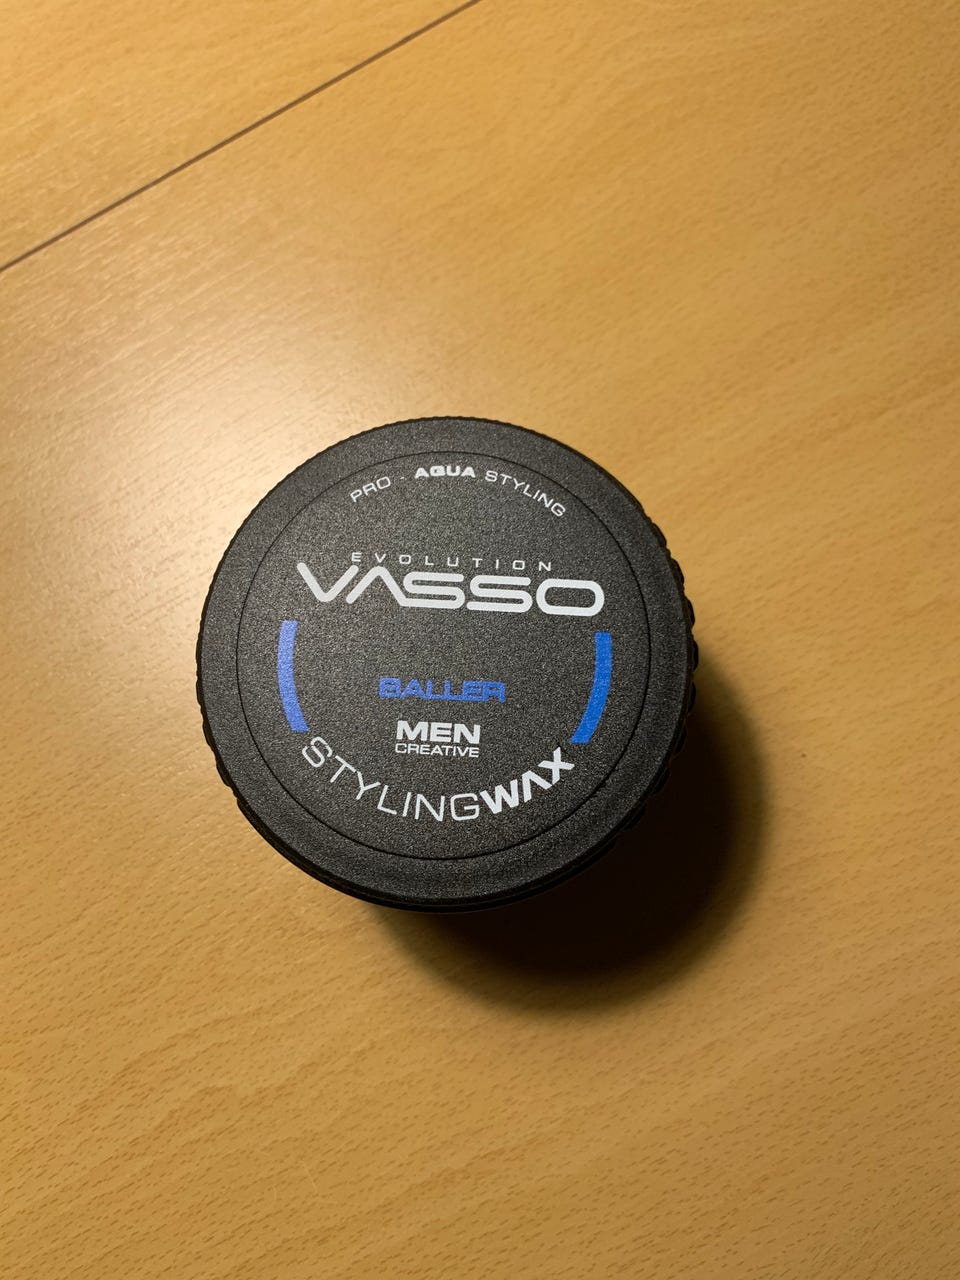 PRO - AQUA STYLING
EVOLUTION
VASSO
BALLER
MEN
CREATIVE
STYLINGWAX